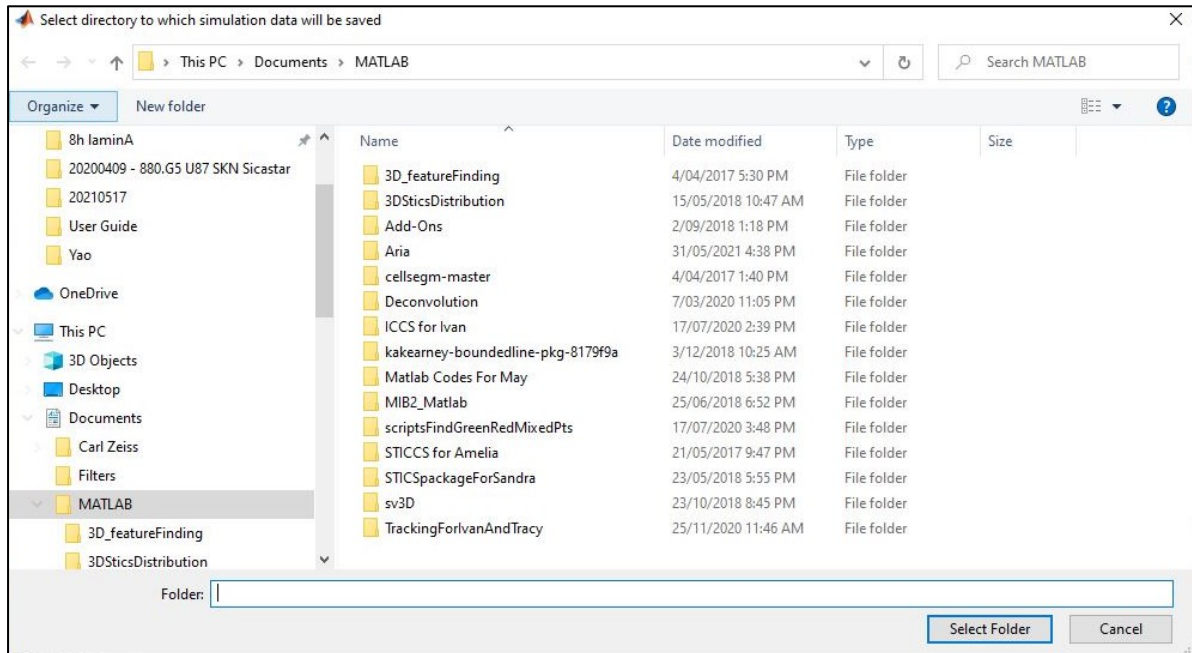 Select directory to which simulation data will be saved
This PC > Documents > MATLAB
Search MATLAB
Organize
New folder
8h laminA
20200409 - 880.G5 U87 SKN Sicastar
20210517
User Guide
Yao
OneDrive
This PC
3D Objects
Desktop
Documents
Carl Zeiss
Filters
MATLAB
3D_featureFinding
3DSticsDistribution
Name Date modified Type Size
3D_featureFinding 4/04/2017 5:30 PM File folder
3DSticsDistribution 15/05/2018 10:47 AM File folder
Add-Ons 2/09/2018 1:18 PM File folder
Aria 31/05/2021 4:38 PM File folder
cellsegm-master 4/04/2017 1:40 PM File folder
Deconvolution 7/03/2020 11:05 PM File folder
ICCS for Ivan 17/07/2020 2:39 PM File folder
kakearney-boundedline-pkg-8179f9a 3/12/2018 10:25 AM File folder
Matlab Codes For May 24/10/2018 5:38 PM File folder
MIB2_Matlab 25/06/2018 6:52 PM File folder
scriptsFindGreenRedMixedPts 17/07/2020 3:48 PM File folder
STICCS for Amelia 21/05/2017 9:47 PM File folder
STICSpackageForSandra 23/05/2018 5:55 PM File folder
sv3D 23/10/2018 8:45 PM File folder
TrackingForIvanAndTracy 25/11/2020 11:46 AM File folder
Folder:
Select Folder
Cancel